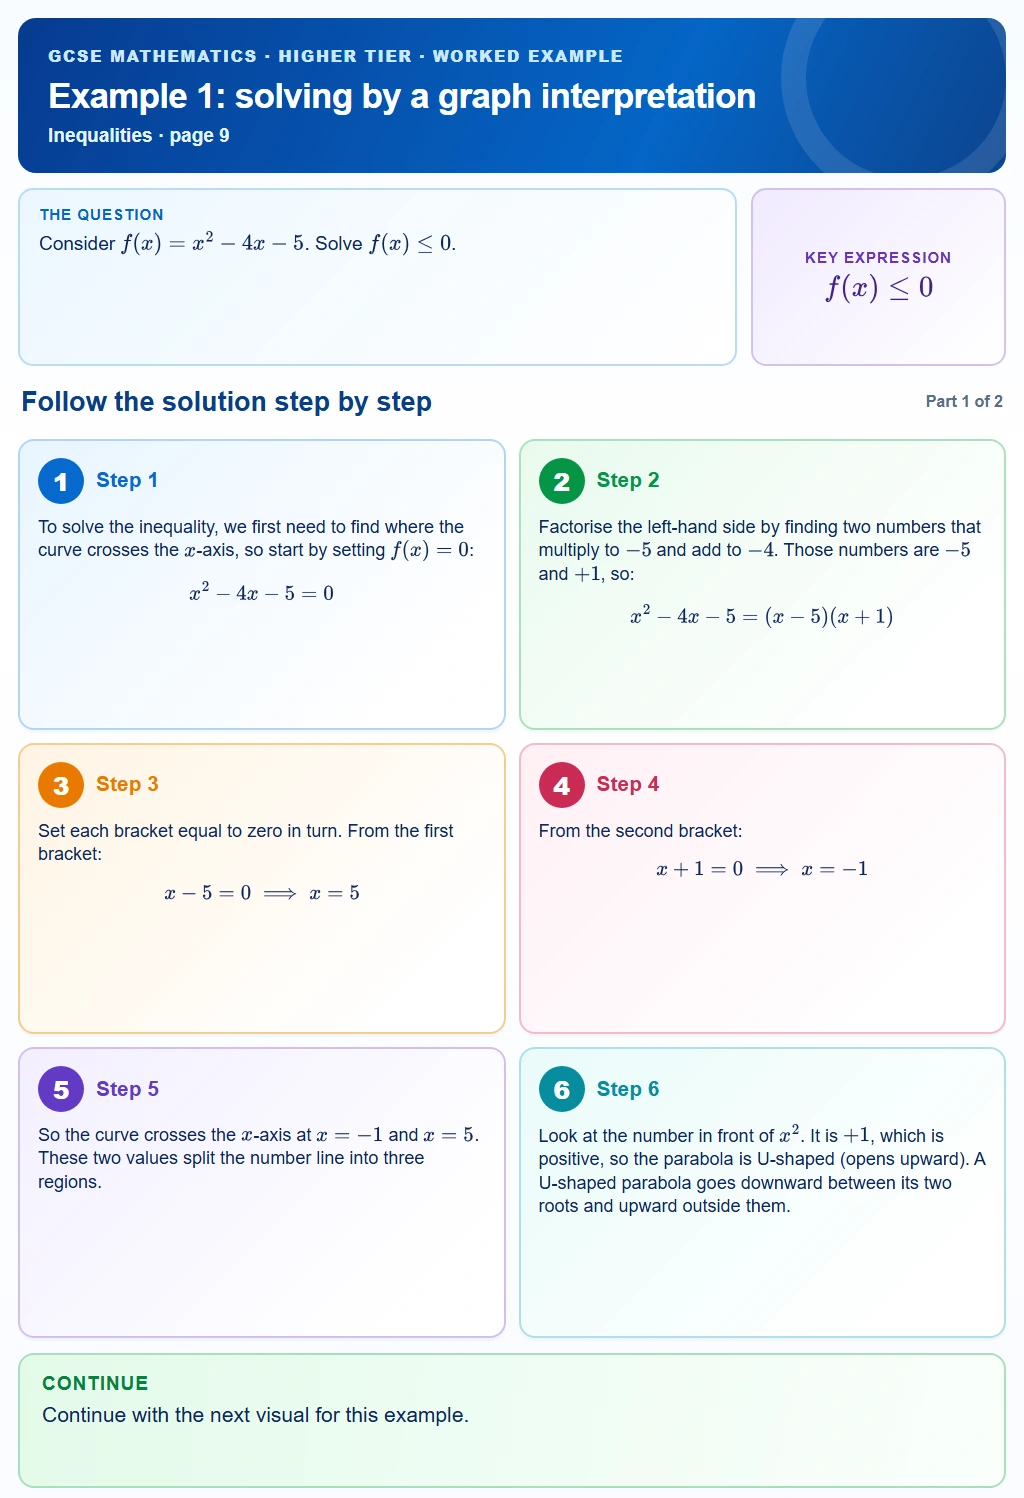 GCSE MATHEMATICS · HIGHER TIER · WORKED EXAMPLE
Example 1: solving by a graph interpretation
Inequalities · page 9
THE QUESTION
Consider f(x) = x² − 4x − 5. Solve f(x) ≤ 0.
KEY EXPRESSION
f(x) ≤ 0
Follow the solution step by step
Part 1 of 2
1 Step 1
To solve the inequality, we first need to find where the
curve crosses the x-axis, so start by setting f(x) = 0:
x² − 4x − 5 = 0
2 Step 2
Factorise the left-hand side by finding two numbers that
multiply to −5 and add to −4. Those numbers are −5
and +1, so:
x² − 4x − 5 = (x − 5)(x + 1)
3 Step 3
Set each bracket equal to zero in turn. From the first
bracket:
x − 5 = 0 ⟹ x = 5
4 Step 4
From the second bracket:
x + 1 = 0 ⟹ x = −1
5 Step 5
So the curve crosses the x-axis at x = −1 and x = 5.
These two values split the number line into three
regions.
6 Step 6
Look at the number in front of x². It is +1, which is
positive, so the parabola is U-shaped (opens upward). A
U-shaped parabola goes downward between its two
roots and upward outside them.
CONTINUE
Continue with the next visual for this example.